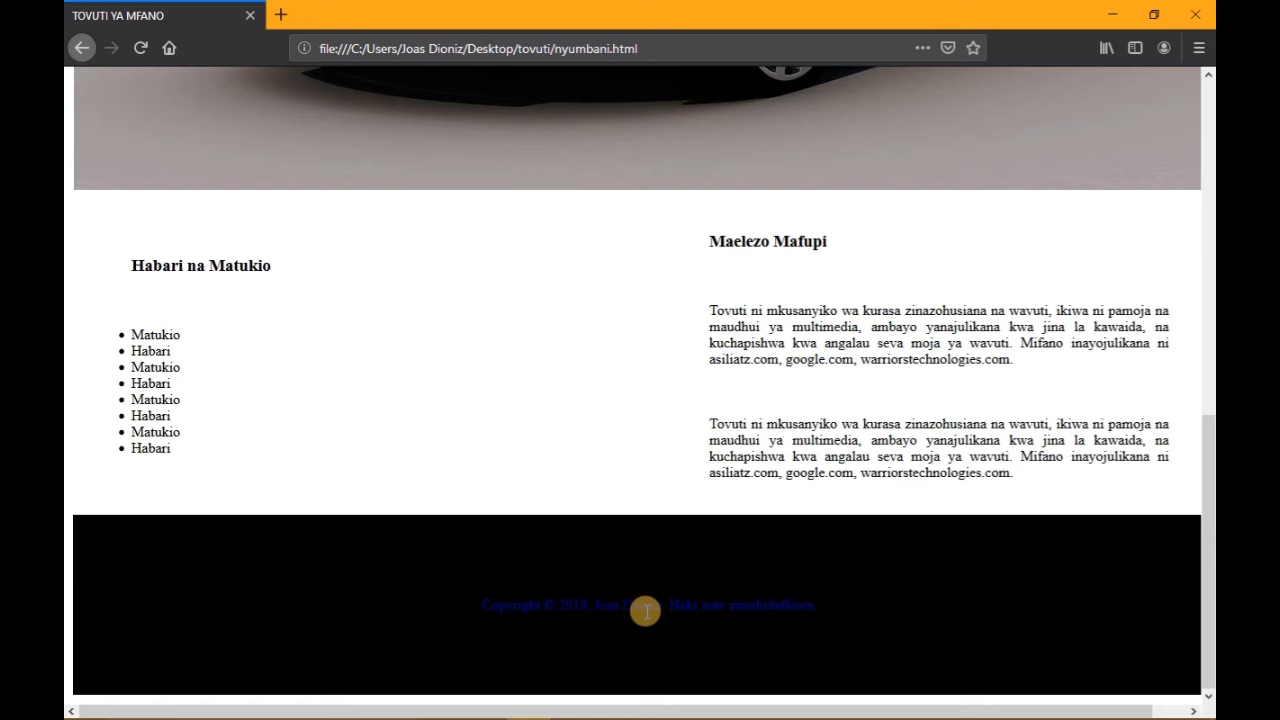 TOVUTI YA MFANO
file:///C:/Users/Joas Dioniz/Desktop/tovuti/nyumbani.html
Habari na Matukio
Matukio
Habari
Matukio
Habari
Matukio
Habari
Matukio
Habari
Maelezo Mafupi
Tovuti ni mkusanyiko wa kurasa zinazohusiana na wavuti, ikiwa ni pamoja na
maudhui ya multimedia, ambayo yanajulikana kwa jina la kawaida, na
kuchapishwa kwa angalau seva moja ya wavuti. Mifano inayojulikana ni
asiliatz.com, google.com, warriorstechnologies.com.
Tovuti ni mkusanyiko wa kurasa zinazohusiana na wavuti, ikiwa ni pamoja na
maudhui ya multimedia, ambayo yanajulikana kwa jina la kawaida, na
kuchapishwa kwa angalau seva moja ya wavuti. Mifano inayojulikana ni
asiliatz.com, google.com, warriorstechnologies.com.
Copyright © 2019, Joas Haki zote zimehifadhiwa